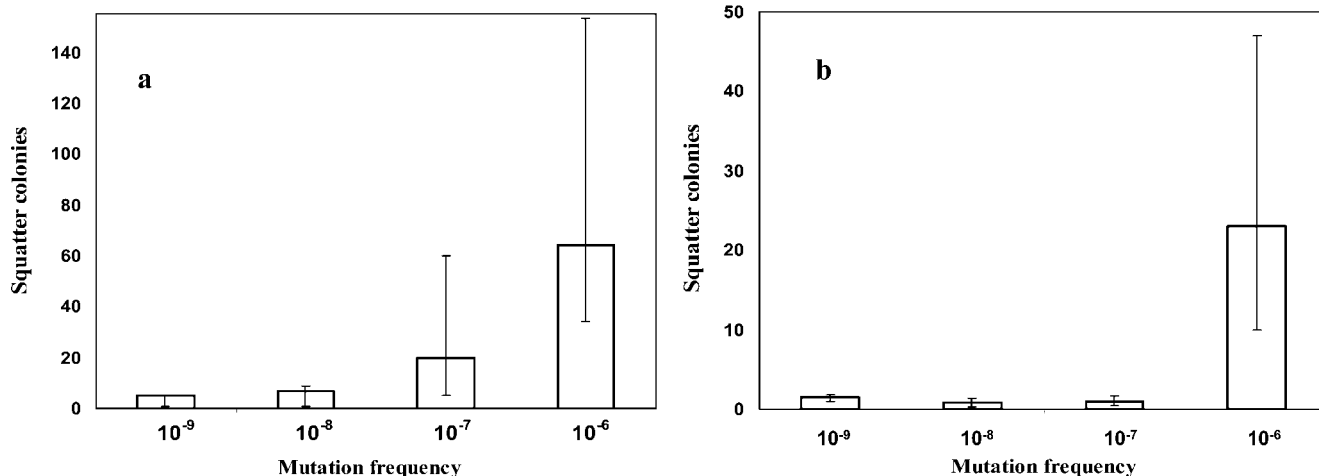 a
Squatter colonies
140
120
100
80
60
40
20
0
10⁻⁹ 10⁻⁸ 10⁻⁷ 10⁻⁶
Mutation frequency
b
Squatter colonies
50
40
30
20
10
0
10⁻⁹ 10⁻⁸ 10⁻⁷ 10⁻⁶
Mutation frequency